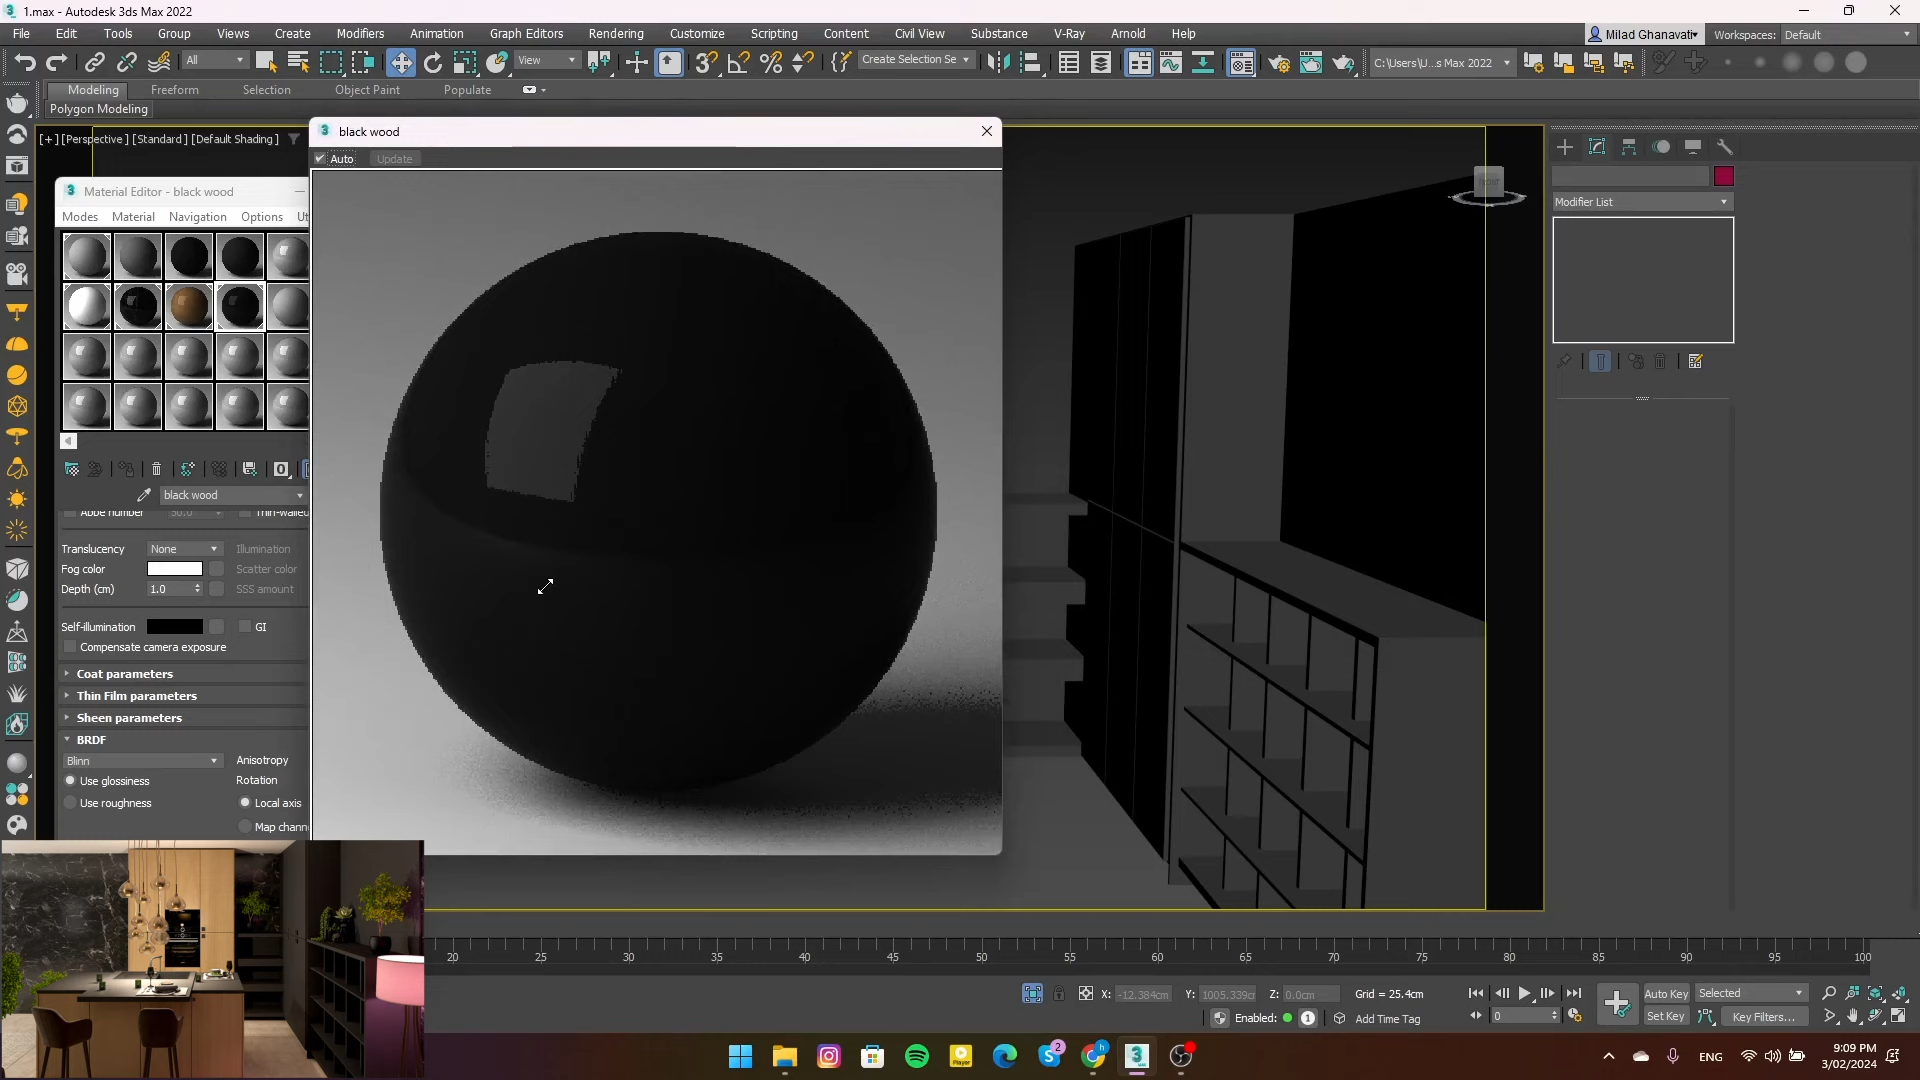 1.max - Autodesk 3ds Max 2022
File Edit Tools Group Views Create Modifiers Animation Graph Editors Rendering Customize Scripting Content Civil View Substance V-Ray Arnold Help
Milad Ghanavati
Workspaces: Default
All
View
Create Selection Se
C:\Users\U...s Max 2022
Modeling Freeform Selection Object Paint Populate
Polygon Modeling
[+] [Perspective ] [Standard ] [Default Shading ]
black wood
Auto Update
Material Editor - black wood
Modes Material Navigation Options Ut
black wood
Abbe number 50.0 Thin-walled
Translucency None Illumination
Fog color Scatter color
Depth (cm) 1.0 SSS amount
Self-illumination GI
Compensate camera exposure
Coat parameters
Thin Film parameters
Sheen parameters
BRDF
Blinn Anisotropy
Use glossiness Rotation
Use roughness Local axis
Map chann
FRONT
Modifier List
20 25 30 35 40 45 50 55 60 65 70 75 80 85 90 95 100
X: -12.384cm Y: 1005.339c Z: 0.0cm Grid = 25.4cm
Enabled: 1 Add Time Tag
Auto Key Selected
Set Key Key Filters...
0
2
h
ENG
9:09 PM
3/02/2024
Player